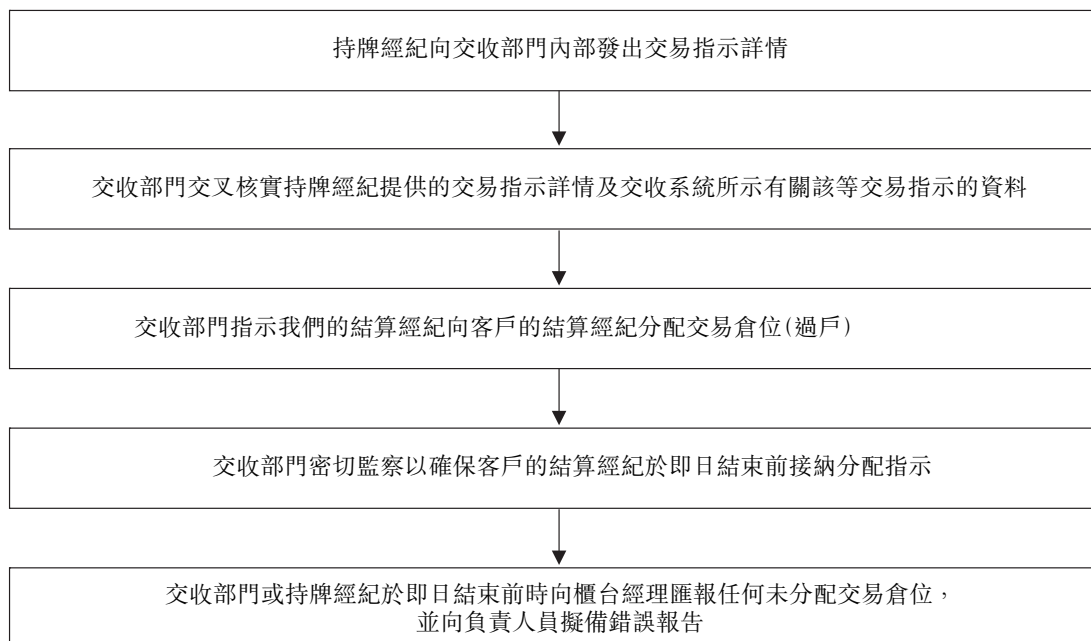 持牌經紀向交收部門內部發出交易指示詳情
交收部門交叉核實持牌經紀提供的交易指示詳情及交收系統所示有關該等交易指示的資料
交收部門指示我們的結算經紀向客戶的結算經紀分配交易倉位(過戶)
交收部門密切監察以確保客戶的結算經紀於即日結束前接納分配指示
交收部門或持牌經紀於即日結束前時向櫃台經理匯報任何未分配交易倉位，
並向負責人員擬備錯誤報告